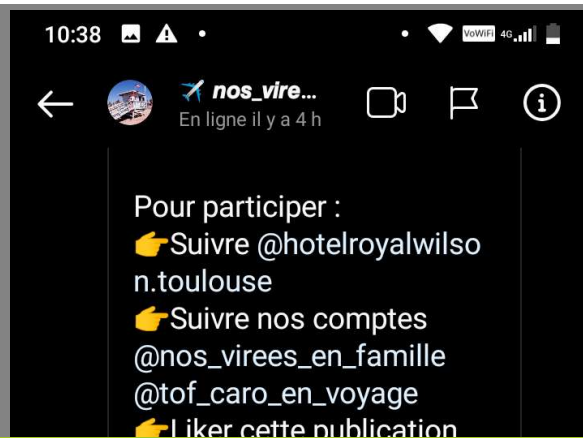 10:38
VoWiFi 4G
✈️ nos_vire...
En ligne il y a 4 h
Pour participer :
👉Suivre @hotelroyalwilso
n.toulouse
👉Suivre nos comptes
@nos_virees_en_famille
@tof_caro_en_voyage
👉Liker cette publication